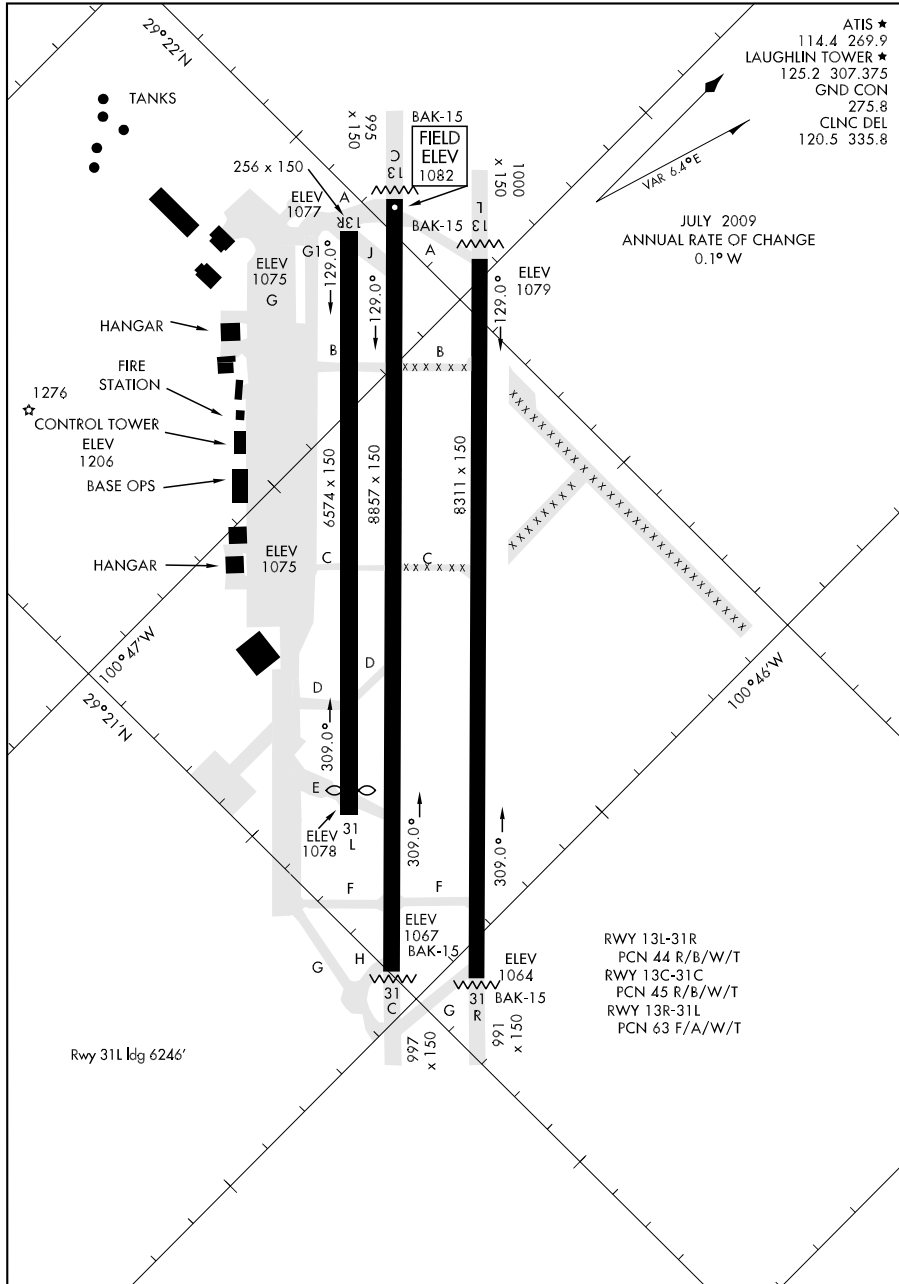 ATIS ★
114.4 269.9
LAUGHLIN TOWER ★
125.2 307.375
GND CON
275.8
CLNC DEL
120.5 335.8
VAR 6.4° E
JULY 2009
ANNUAL RATE OF CHANGE
0.1° W
29° 22' N
TANKS
995
x 150
BAK-15
FIELD
ELEV
1082
13
C
1000
x 150
13
L
256 x 150
ELEV
1077
A
13R
BAK-15
G1
J
A
ELEV
1075
G
129.0°
129.0°
129.0°
ELEV
1079
HANGAR
B
B
x x x x x x
FIRE
STATION
1276
CONTROL TOWER
ELEV
1206
BASE OPS
6574 x 150
8857 x 150
8311 x 150
x x x x x x x x x x x x x x x x x x x x x
x x x x x x x x
HANGAR
ELEV
1075
C
C
x x x x x x
100° 47' W
29° 21' N
100° 46' W
D
D
309.0°
E
ELEV
1078
31
L
309.0°
309.0°
F
F
ELEV
1067
BAK-15
G
H
31
C
G
ELEV
1064
31
R
BAK-15
997
x 150
991
x 150
RWY 13L-31R
PCN 44 R/B/W/T
RWY 13C-31C
PCN 45 R/B/W/T
RWY 13R-31L
PCN 63 F/A/W/T
Rwy 31L ldg 6246'